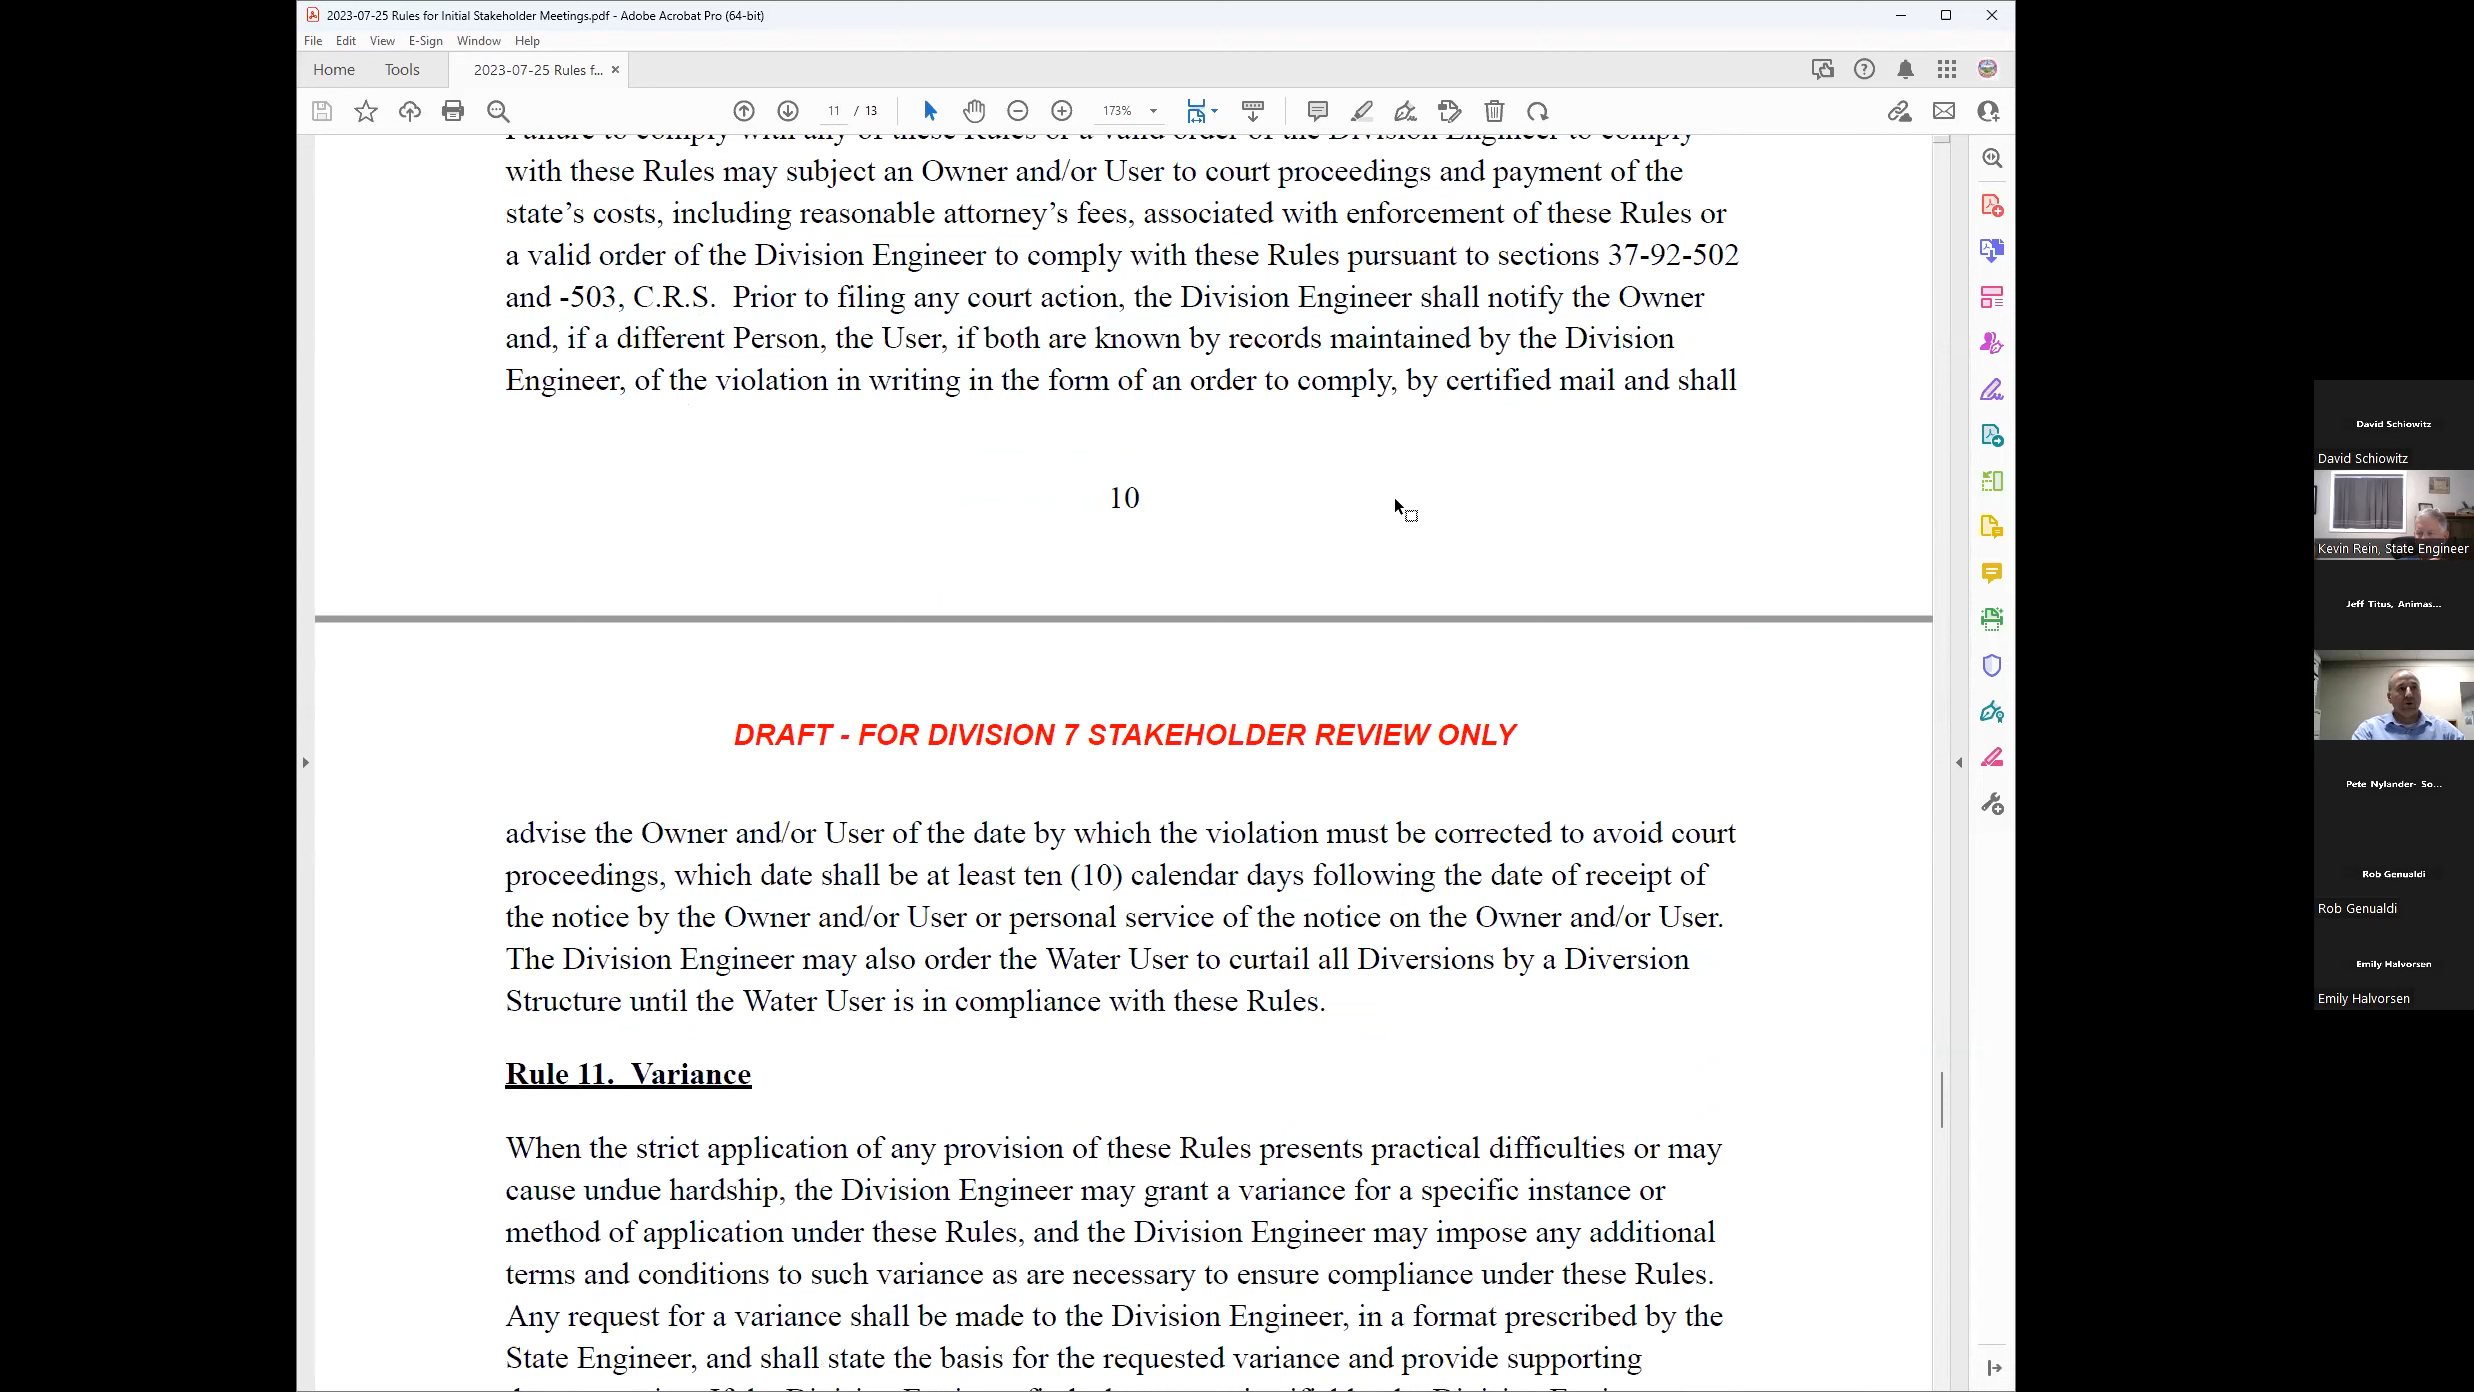 2023-07-25 Rules for Initial Stakeholder Meetings.pdf - Adobe Acrobat Pro (64-bit)
File Edit View E-Sign Window Help
Home Tools 2023-07-25 Rules f... ×
11 / 13 173%
Failure to comply with any of these Rules or a valid order of the Division Engineer to comply
with these Rules may subject an Owner and/or User to court proceedings and payment of the
state’s costs, including reasonable attorney’s fees, associated with enforcement of these Rules or
a valid order of the Division Engineer to comply with these Rules pursuant to sections 37-92-502
and -503, C.R.S.  Prior to filing any court action, the Division Engineer shall notify the Owner
and, if a different Person, the User, if both are known by records maintained by the Division
Engineer, of the violation in writing in the form of an order to comply, by certified mail and shall
10
DRAFT - FOR DIVISION 7 STAKEHOLDER REVIEW ONLY
advise the Owner and/or User of the date by which the violation must be corrected to avoid court
proceedings, which date shall be at least ten (10) calendar days following the date of receipt of
the notice by the Owner and/or User or personal service of the notice on the Owner and/or User.
The Division Engineer may also order the Water User to curtail all Diversions by a Diversion
Structure until the Water User is in compliance with these Rules.
Rule 11.  Variance
When the strict application of any provision of these Rules presents practical difficulties or may
cause undue hardship, the Division Engineer may grant a variance for a specific instance or
method of application under these Rules, and the Division Engineer may impose any additional
terms and conditions to such variance as are necessary to ensure compliance under these Rules.
Any request for a variance shall be made to the Division Engineer, in a format prescribed by the
State Engineer, and shall state the basis for the requested variance and provide supporting
David Schiowitz
David Schiowitz
Kevin Rein, State Engineer
Jeff Titus, Animas...
Pete Nylander- So...
Rob Genualdi
Rob Genualdi
Emily Halvorsen
Emily Halvorsen